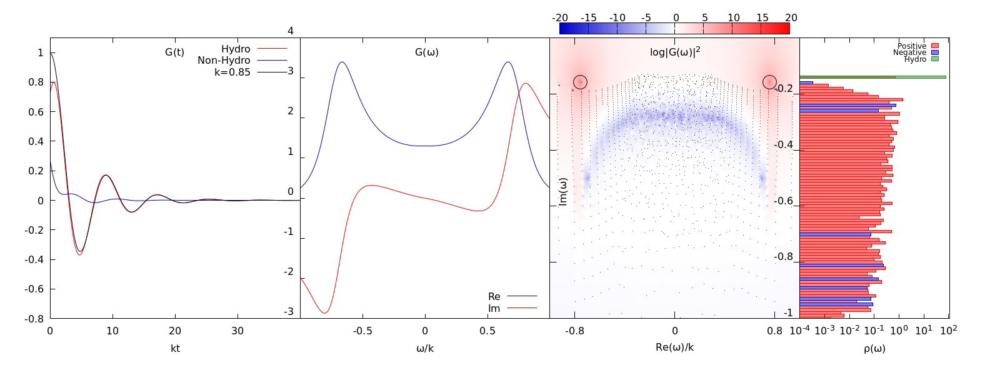 -20 -15 -10 -5 0 5 10 15 20
G(t)
Hydro
Non-Hydro
k=0.85
1
0.8
0.6
0.4
0.2
0
-0.2
-0.4
-0.6
-0.8
0 10 20 30
kt
G(ω)
4
3
2
1
0
-1
-2
-3
Re
Im
-0.5 0 0.5
ω/k
log|G(ω)|²
Im(ω)
-0.2
-0.4
-0.6
-0.8
-1
-0.8 0 0.8
Re(ω)/k
Positive
Negative
Hydro
10⁻⁴ 10⁻³ 10⁻² 10⁻¹ 10⁰ 10¹ 10²
ρ(ω)